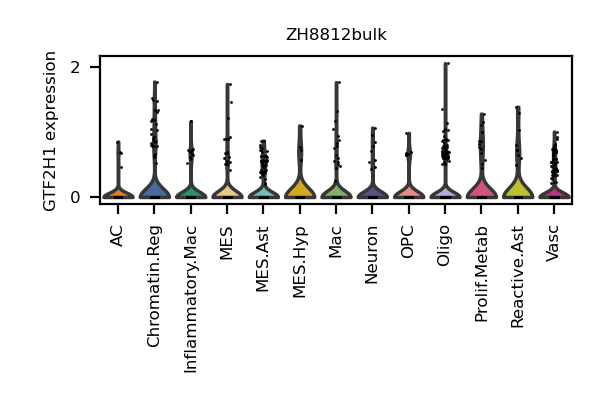 ZH8812bulk
GTF2H1 expression
2
0
AC
Chromatin.Reg
Inflammatory.Mac
MES
MES.Ast
MES.Hyp
Mac
Neuron
OPC
Oligo
Prolif.Metab
Reactive.Ast
Vasc